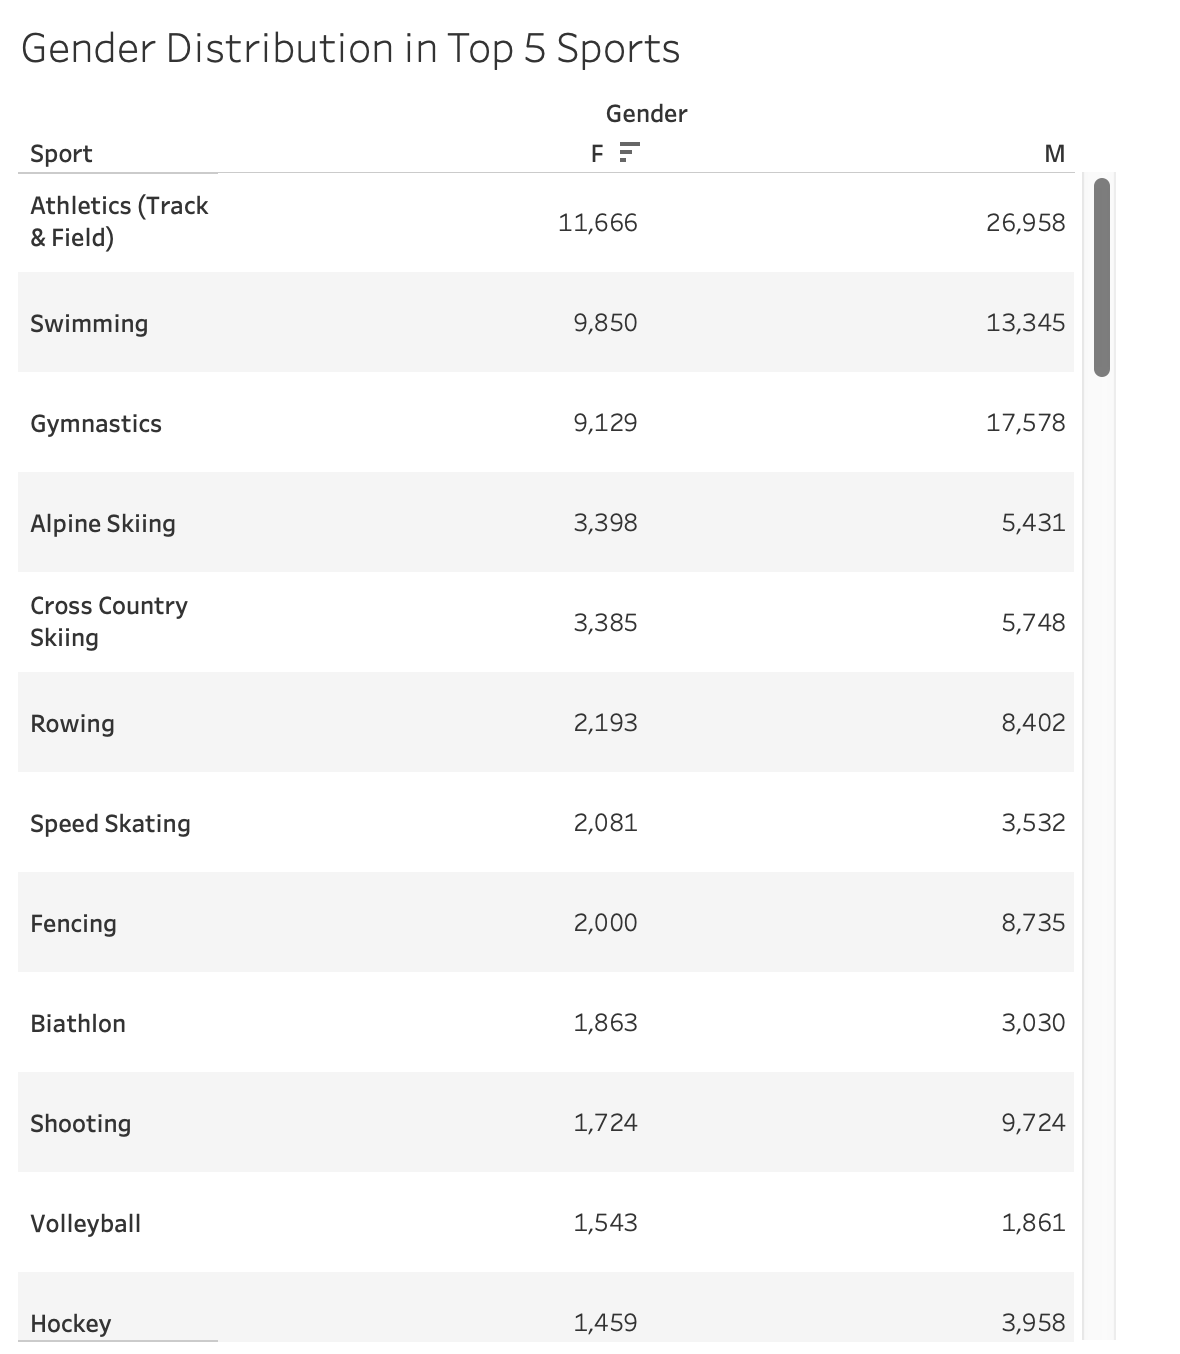 Gender Distribution in Top 5 Sports
Gender
Sport F M
Athletics (Track
& Field) 11,666 26,958
Swimming 9,850 13,345
Gymnastics 9,129 17,578
Alpine Skiing 3,398 5,431
Cross Country
Skiing 3,385 5,748
Rowing 2,193 8,402
Speed Skating 2,081 3,532
Fencing 2,000 8,735
Biathlon 1,863 3,030
Shooting 1,724 9,724
Volleyball 1,543 1,861
Hockey 1,459 3,958